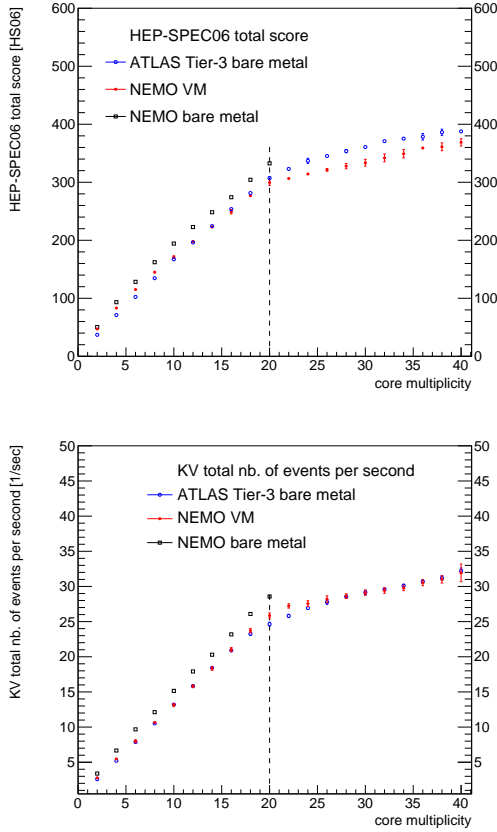 HEP-SPEC06 total score [HS06]
600
500
400
300
200
100
0
600
500
400
300
200
100
0
HEP-SPEC06 total score
ATLAS Tier-3 bare metal
NEMO VM
NEMO bare metal
0 5 10 15 20 25 30 35 40
core multiplicity
KV total nb. of events per second [1/sec]
50
45
40
35
30
25
20
15
10
5
50
45
40
35
30
25
20
15
10
5
KV total nb. of events per second
ATLAS Tier-3 bare metal
NEMO VM
NEMO bare metal
0 5 10 15 20 25 30 35 40
core multiplicity